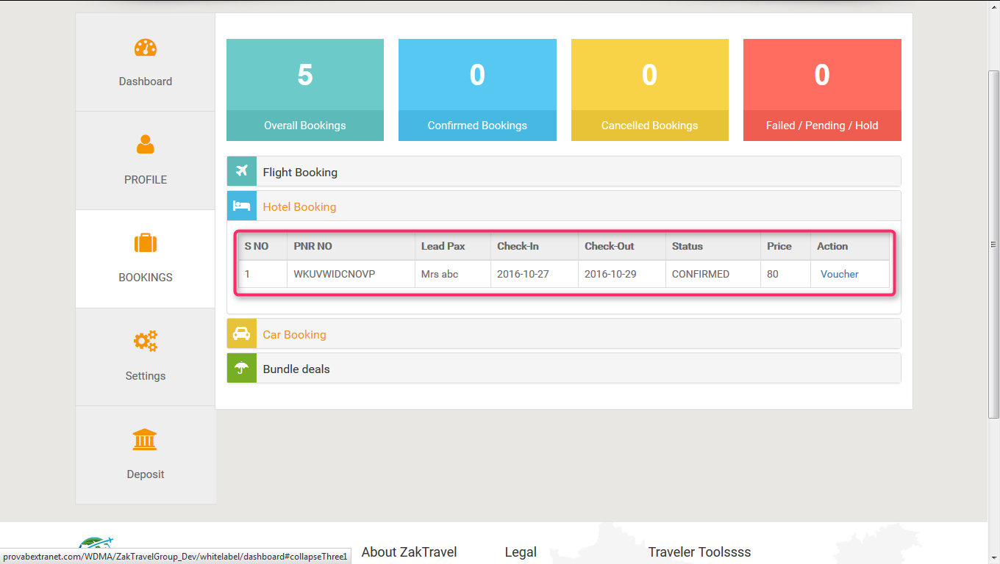 Dashboard
PROFILE
BOOKINGS
Settings
Deposit
5 0 0 0
Overall Bookings Confirmed Bookings Cancelled Bookings Failed / Pending / Hold
Flight Booking
Hotel Booking
S NO PNR NO Lead Pax Check-In Check-Out Status Price Action
1 WKUVWIDCNOVP Mrs abc 2016-10-27 2016-10-29 CONFIRMED 80 Voucher
Car Booking
Bundle deals
About ZakTravel Legal Traveler Toolssss
provabextranet.com/WDMA/ZakTravelGroup_Dev/whitelabel/dashboard#collapseThree1